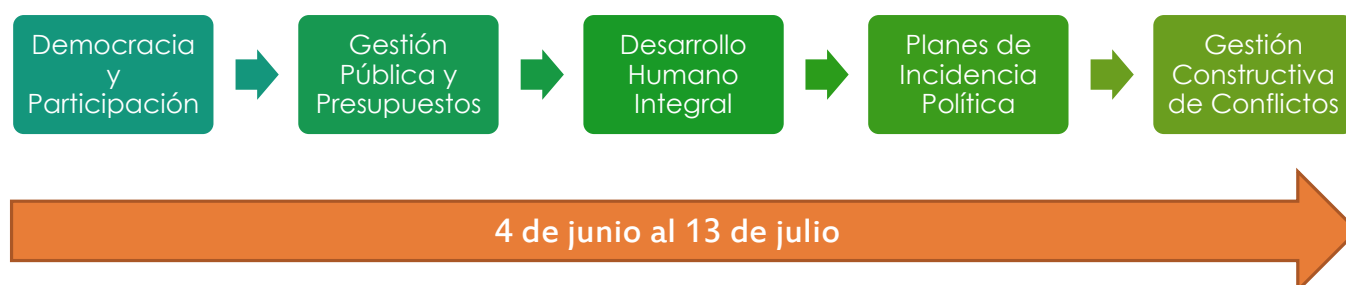 Democracia
y
Participación
Gestión
Pública y
Presupuestos
Desarrollo
Humano
Integral
Planes de
Incidencia
Política
Gestión
Constructiva
de Conflictos
4 de junio al 13 de julio